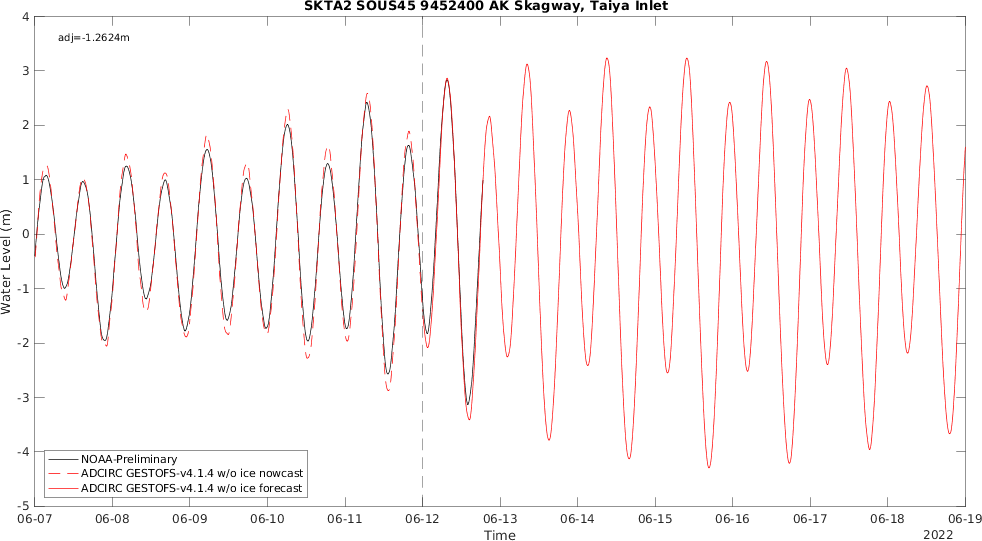 SKTA2 SOUS45 9452400 AK Skagway, Taiya Inlet
4
adj=-1.2624m
3
2
1
0
-1
-2
-3
-4
-5
Water Level (m)
NOAA-Preliminary
ADCIRC GESTOFS-v4.1.4 w/o ice nowcast
ADCIRC GESTOFS-v4.1.4 w/o ice forecast
06-07 06-08 06-09 06-10 06-11 06-12 06-13 06-14 06-15 06-16 06-17 06-18 06-19
Time
2022